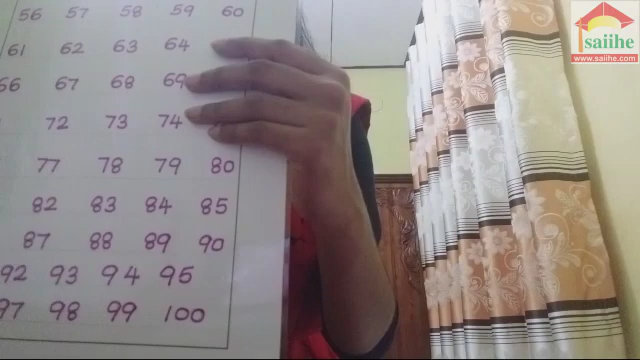 56 57 58 59 60
61 62 63 64
66 67 68 69
72 73 74
77 78 79 80
82 83 84 85
87 88 89 90
92 93 94 95
97 98 99 100
saiihe
www.saiihe.com